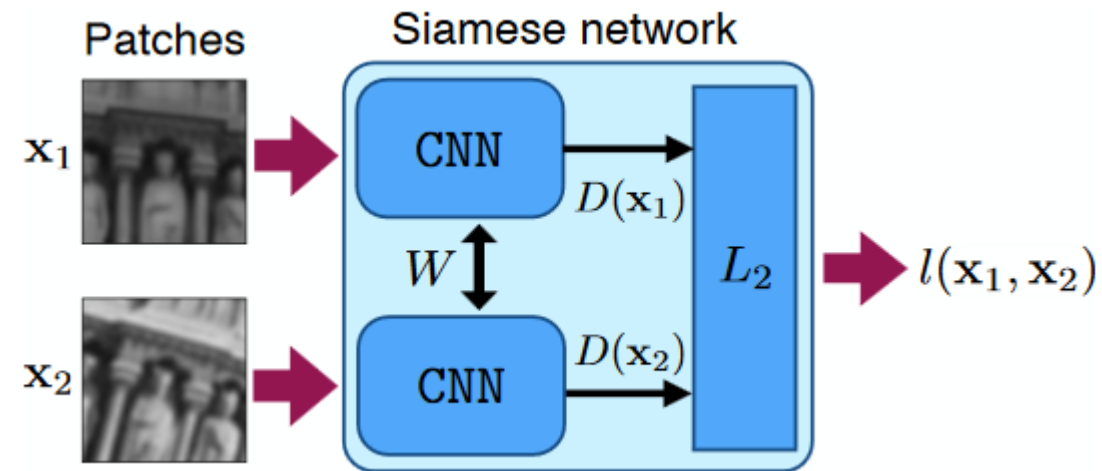 Patches
Siamese network
x₁
CNN
D(x₁)
W
L₂
l(x₁, x₂)
x₂
CNN
D(x₂)